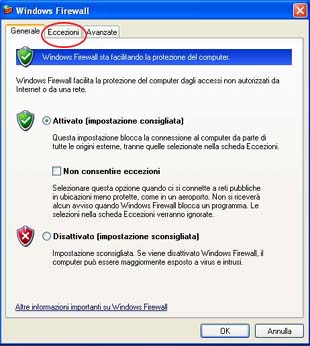 Windows Firewall
Generale Eccezioni Avanzate
Windows Firewall sta facilitando la protezione del computer.
Windows Firewall facilita la protezione del computer dagli accessi non autorizzati da
Internet o da una rete.
Attivato (impostazione consigliata)
Questa impostazione blocca la connessione al computer da parte di
tutte le origini esterne, tranne quelle selezionate nella scheda Eccezioni.
Non consentire eccezioni
Selezionare questa opzione quando ci si connette a reti pubbliche
in ubicazioni meno protette, come in un aeroporto. Non si riceverà
alcun avviso quando Windows Firewall blocca un programma. Le
selezioni nella scheda Eccezioni verranno ignorate.
Disattivato (impostazione sconsigliata)
Impostazione sconsigliata. Se viene disattivato Windows Firewall, il
computer può essere maggiormente esposto a virus e intrusi.
Altre informazioni importanti su Windows Firewall
OK Annulla